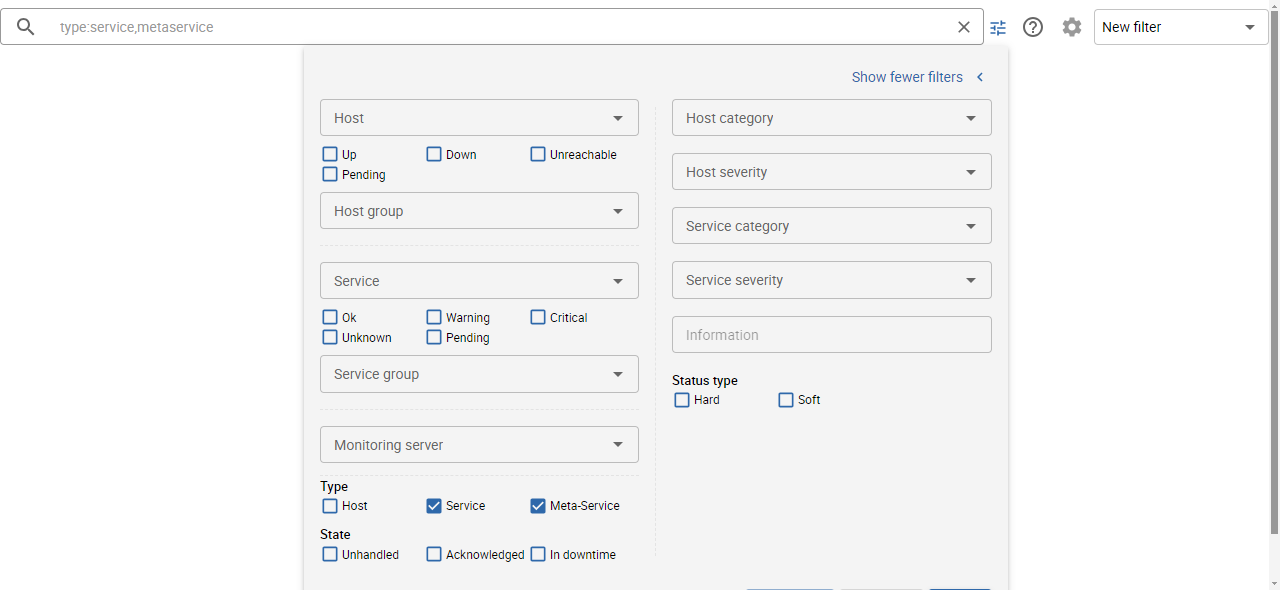 type:service,metaservice
New filter
Show fewer filters
Host
Up Down Unreachable
Pending
Host group
Service
Ok Warning Critical
Unknown Pending
Service group
Monitoring server
Type
Host Service Meta-Service
State
Unhandled Acknowledged In downtime
Host category
Host severity
Service category
Service severity
Information
Status type
Hard Soft